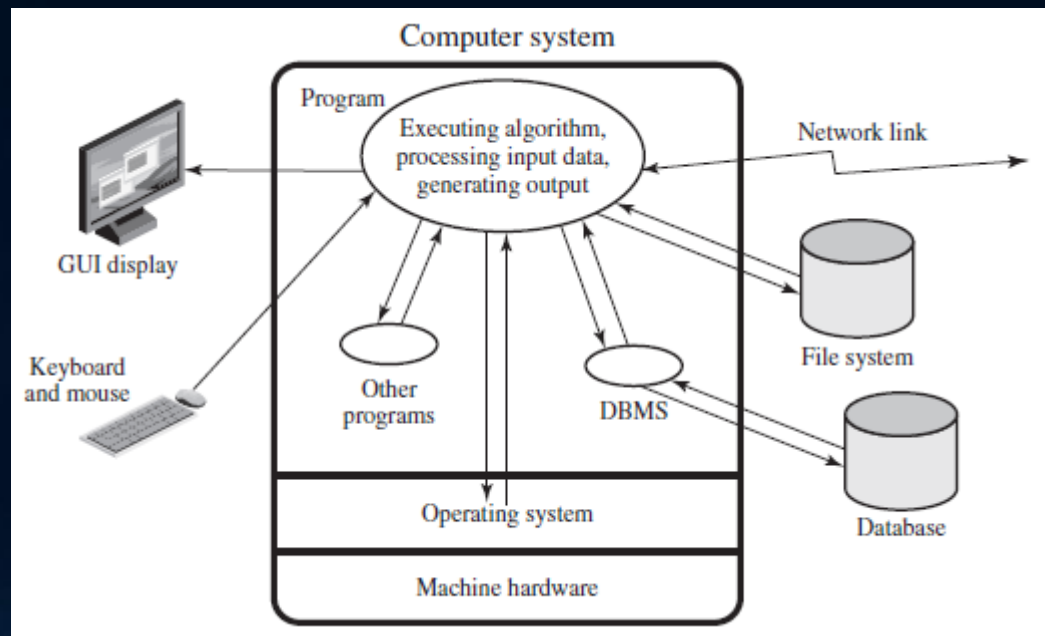 Computer system
Program
Executing algorithm,
processing input data,
generating output
Network link
GUI display
File system
Keyboard
and mouse
Other
programs
DBMS
Operating system
Database
Machine hardware